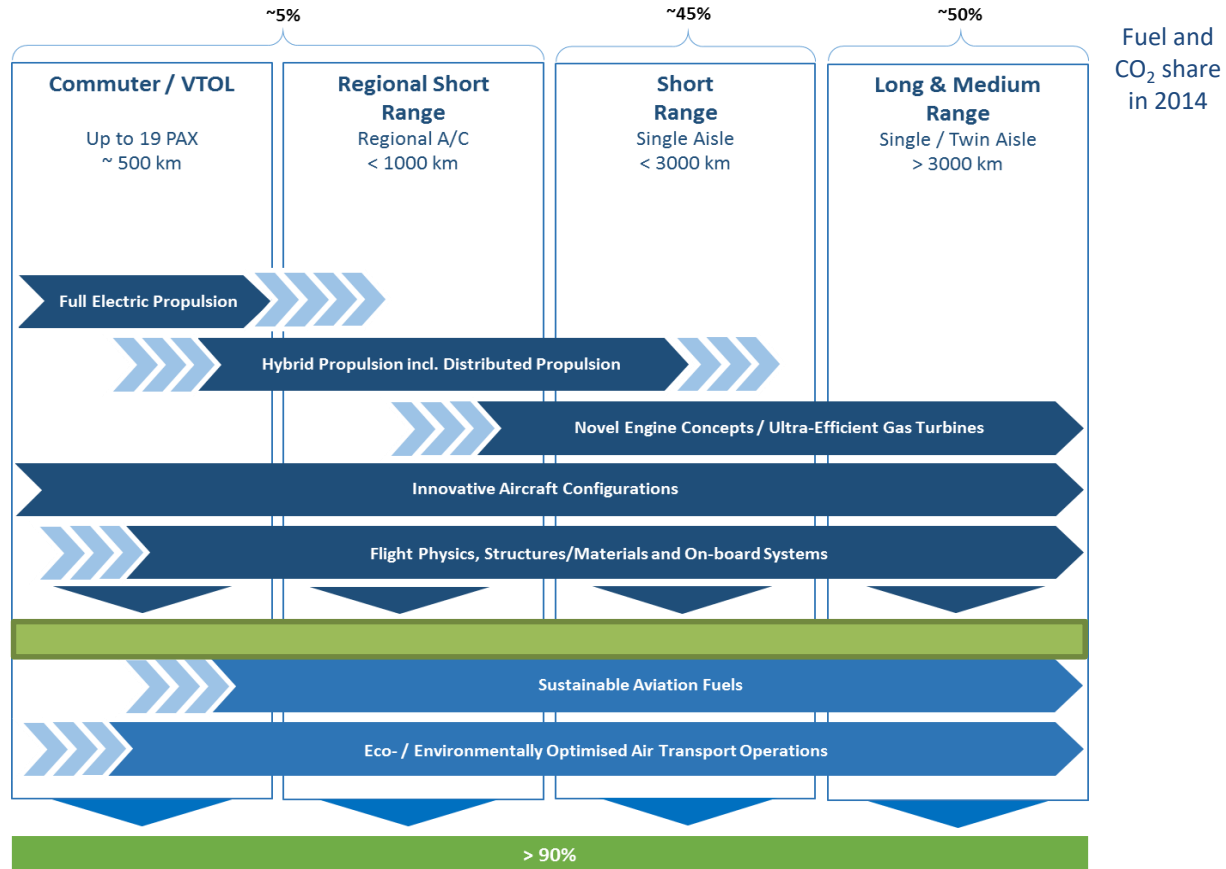 ~5%
~45%
~50%
Fuel and
CO₂ share
in 2014
Commuter / VTOL
Up to 19 PAX
~ 500 km
Regional Short
Range
Regional A/C
< 1000 km
Short
Range
Single Aisle
< 3000 km
Long & Medium
Range
Single / Twin Aisle
> 3000 km
Full Electric Propulsion
Hybrid Propulsion incl. Distributed Propulsion
Novel Engine Concepts / Ultra-Efficient Gas Turbines
Innovative Aircraft Configurations
Flight Physics, Structures/Materials and On-board Systems
Sustainable Aviation Fuels
Eco- / Environmentally Optimised Air Transport Operations
> 90%